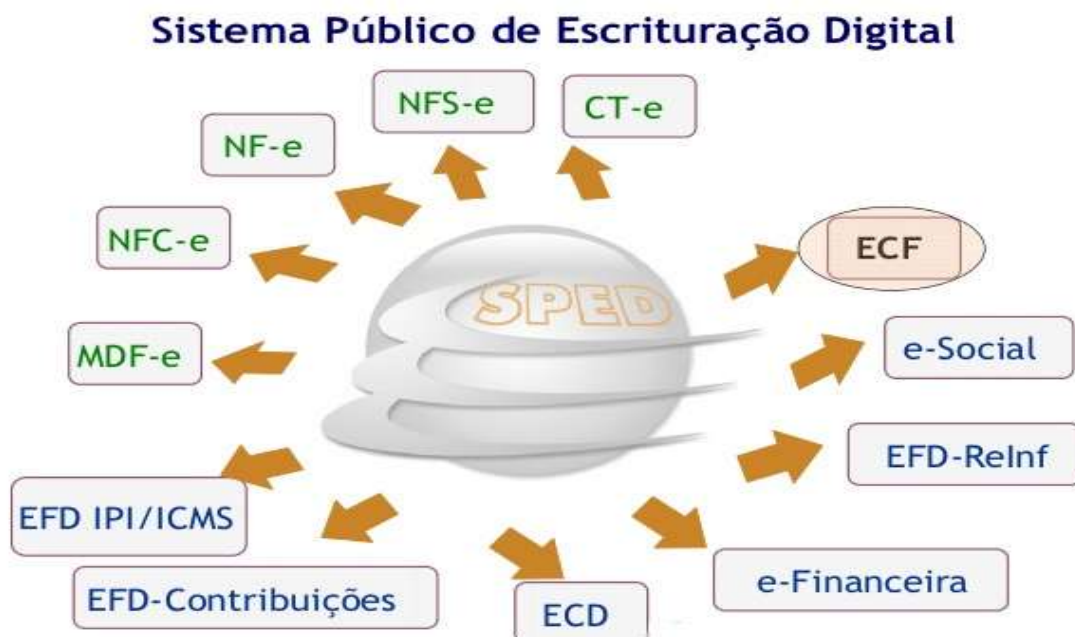 Sistema Público de Escrituração Digital
NFS-e
CT-e
NF-e
NFC-e
ECF
SPED
MDF-e
e-Social
EFD-ReInf
EFD IPI/ICMS
e-Financeira
EFD-Contribuições
ECD